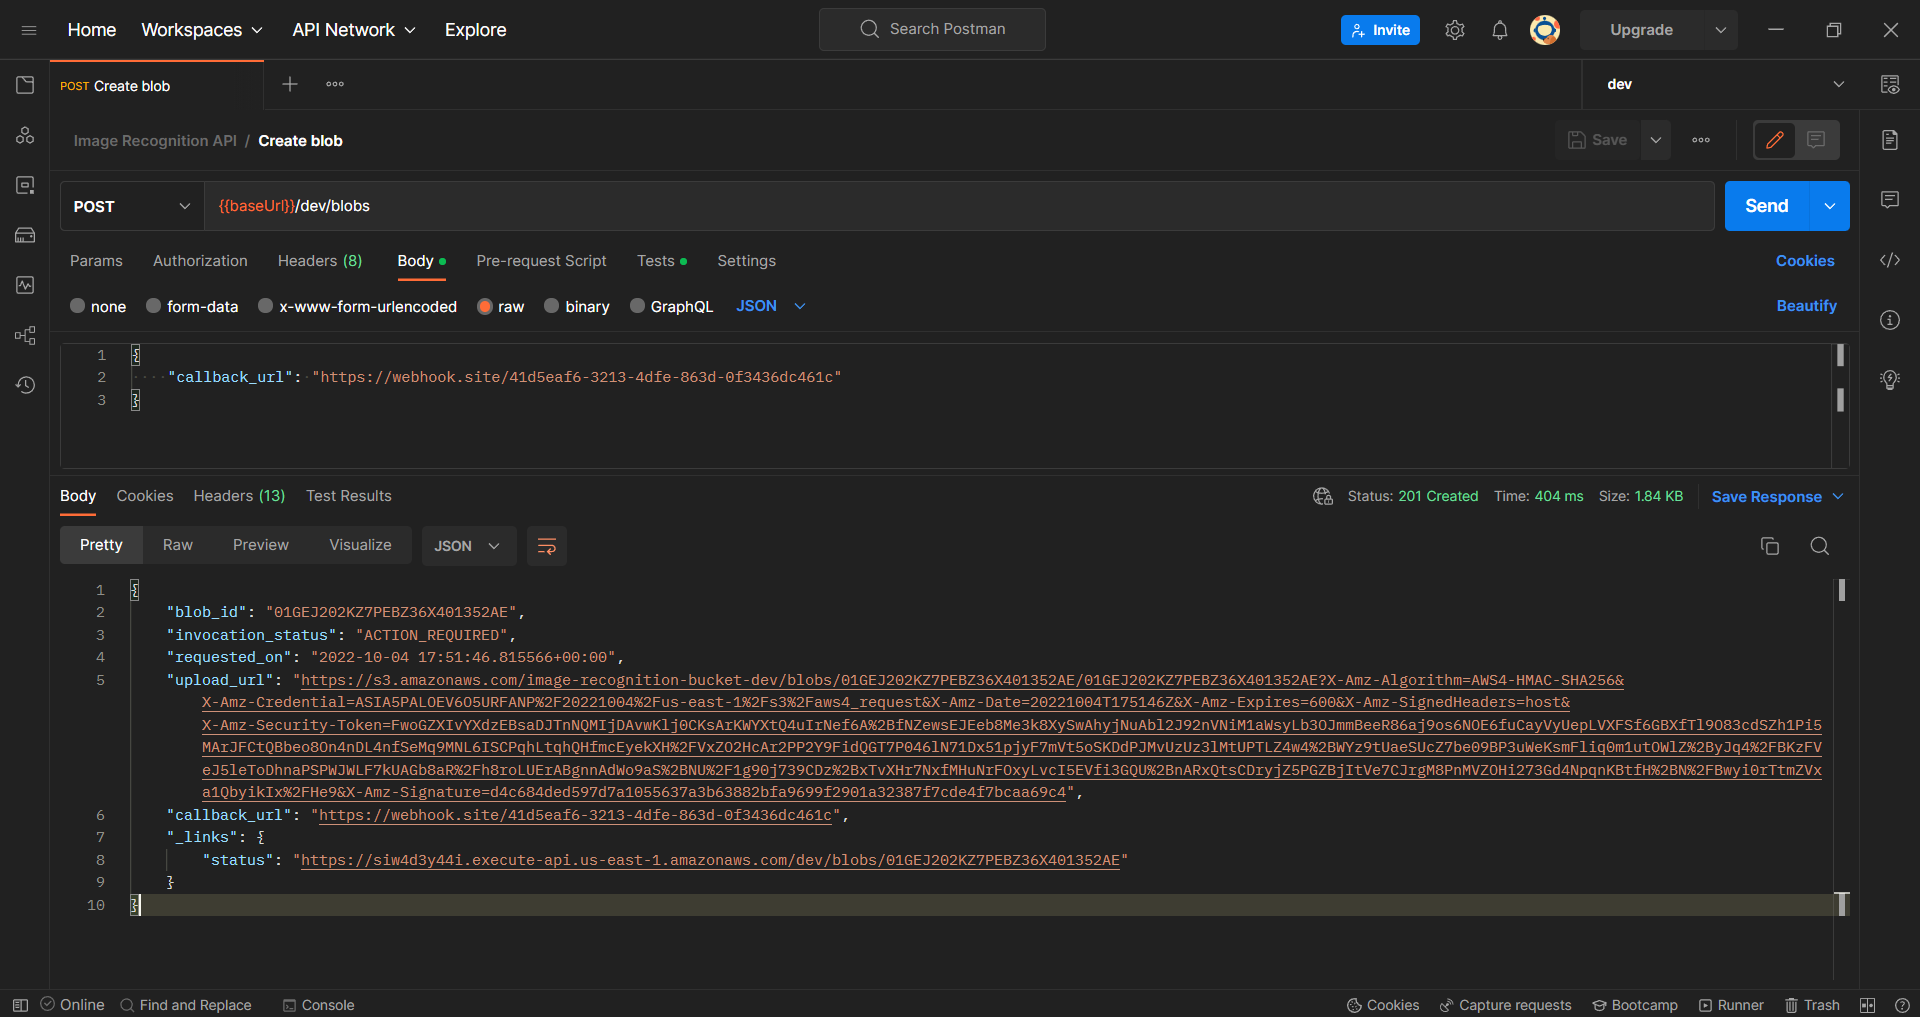 Home Workspaces API Network Explore Search Postman Invite Upgrade
POST Create blob dev
Image Recognition API / Create blob Save
POST {{baseUrl}}/dev/blobs Send
Params Authorization Headers (8) Body Pre-request Script Tests Settings Cookies
none form-data x-www-form-urlencoded raw binary GraphQL JSON Beautify
1 {
2 "callback_url": "https://webhook.site/41d5eaf6-3213-4dfe-863d-0f3436dc461c"
3 }
Body Cookies Headers (13) Test Results Status: 201 Created Time: 404 ms Size: 1.84 KB Save Response
Pretty Raw Preview Visualize JSON
1 {
2 "blob_id": "01GEJ202KZ7PEBZ36X401352AE",
3 "invocation_status": "ACTION_REQUIRED",
4 "requested_on": "2022-10-04 17:51:46.815566+00:00",
5 "upload_url": "https://s3.amazonaws.com/image-recognition-bucket-dev/blobs/01GEJ202KZ7PEBZ36X401352AE/01GEJ202KZ7PEBZ36X401352AE?X-Amz-Algorithm=AWS4-HMAC-SHA256&
X-Amz-Credential=ASIA5PALOEV6O5URFANP%2F20221004%2Fus-east-1%2Fs3%2Faws4_request&X-Amz-Date=20221004T175146Z&X-Amz-Expires=600&X-Amz-SignedHeaders=host&
X-Amz-Security-Token=FwoGZXIvYXdzEBsaDJTnNQMIjDAvwKlj0CKsArKWYXtQ4uIrNef6A%2BfNZewsEJEeb8Me3k8XySwAhyjNuAbl2J92nVNiM1aWsyLb3OJmmBeeR86aj9os6NOE6fuCayVyUepLVXFSf6GBXfTl9O83cdSZh1Pi5
MArJFCtQBbeo8On4nDL4nfSeMq9MNL6ISCPqhLtqhQHfmcEyekXH%2FVxZO2HcAr2PP2Y9FidQGT7P046lN71Dx51pjyF7mVt5oSKDdPJMvUzUz3lMtUPTLZ4w4%2BWYz9tUaeSUcZ7be09BP3uWeKsmFliq0m1utOWlZ%2ByJq4%2FBKzFV
eJ5leToDhnaPSPWJWLF7kUAGb8aR%2Fh8roLUErABgnnAdWo9aS%2BNU%2F1g90j739CDz%2BxTvXHr7NxfMHuNrFOxyLvcI5EVfi3GQU%2BnARxQtsCDryjZ5PGZBjItVe7CJrgM8PnMVZOHi273Gd4NpqnKBtfH%2BN%2FBwyi0rTtmZVx
a1QbyikIx%2FHe9&X-Amz-Signature=d4c684ded597d7a1055637a3b63882bfa9699f2901a32387f7cde4f7bcaa69c4",
6 "callback_url": "https://webhook.site/41d5eaf6-3213-4dfe-863d-0f3436dc461c",
7 "_links": {
8 "status": "https://siw4d3y44i.execute-api.us-east-1.amazonaws.com/dev/blobs/01GEJ202KZ7PEBZ36X401352AE"
9 }
10 }
Online Find and Replace Console Cookies Capture requests Bootcamp Runner Trash